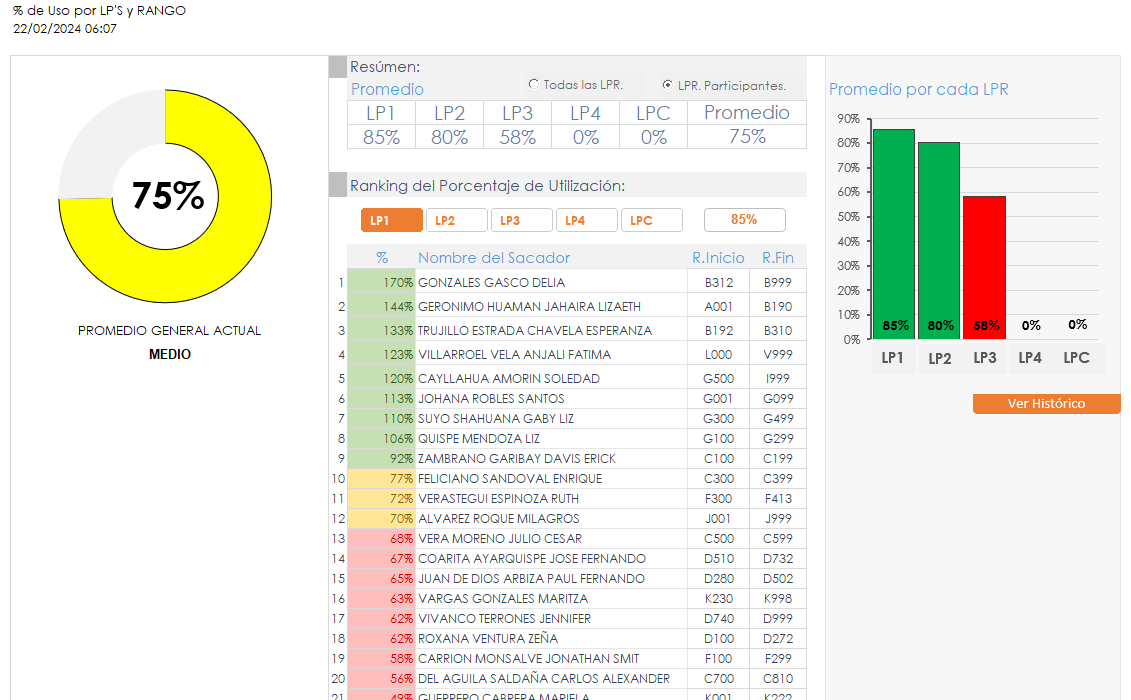 % de Uso por LP'S y RANGO
22/02/2024 06:07
75%
PROMEDIO GENERAL ACTUAL
MEDIO
Resúmen:
Promedio
Todas las LPR.
LPR. Participantes.
LP1 LP2 LP3 LP4 LPC Promedio
85% 80% 58% 0% 0% 75%
Ranking del Porcentaje de Utilización:
LP1 LP2 LP3 LP4 LPC 85%
% Nombre del Sacador R.Inicio R.Fin
1 170% GONZALES GASCO DELIA B312 B999
2 144% GERONIMO HUAMAN JAHAIRA LIZAETH A001 B190
3 133% TRUJILLO ESTRADA CHAVELA ESPERANZA B192 B310
4 123% VILLARROEL VELA ANJALI FATIMA L000 V999
5 120% CAYLLAHUA AMORIN SOLEDAD G500 I999
6 113% JOHANA ROBLES SANTOS G001 G099
7 110% SUYO SHAHUANA GABY LIZ G300 G499
8 106% QUISPE MENDOZA LIZ G100 G299
9 92% ZAMBRANO GARIBAY DAVIS ERICK C100 C199
10 77% FELICIANO SANDOVAL ENRIQUE C300 C399
11 72% VERASTEGUI ESPINOZA RUTH F300 F413
12 70% ALVAREZ ROQUE MILAGROS J001 J999
13 68% VERA MORENO JULIO CESAR C500 C599
14 67% COARITA AYARQUISPE JOSE FERNANDO D510 D732
15 65% JUAN DE DIOS ARBIZA PAUL FERNANDO D280 D502
16 63% VARGAS GONZALES MARITZA K230 K998
17 62% VIVANCO TERRONES JENNIFER D740 D999
18 62% ROXANA VENTURA ZEÑA D100 D272
19 58% CARRION MONSALVE JONATHAN SMIT F100 F299
20 56% DEL AGUILA SALDAÑA CARLOS ALEXANDER C700 C810
21 49% GUERRERO CABRERA MARIELA K001 K222
Promedio por cada LPR
90%
80%
70%
60%
50%
40%
30%
20%
10%
0%
85% 80% 58% 0% 0%
LP1 LP2 LP3 LP4 LPC
Ver Histórico